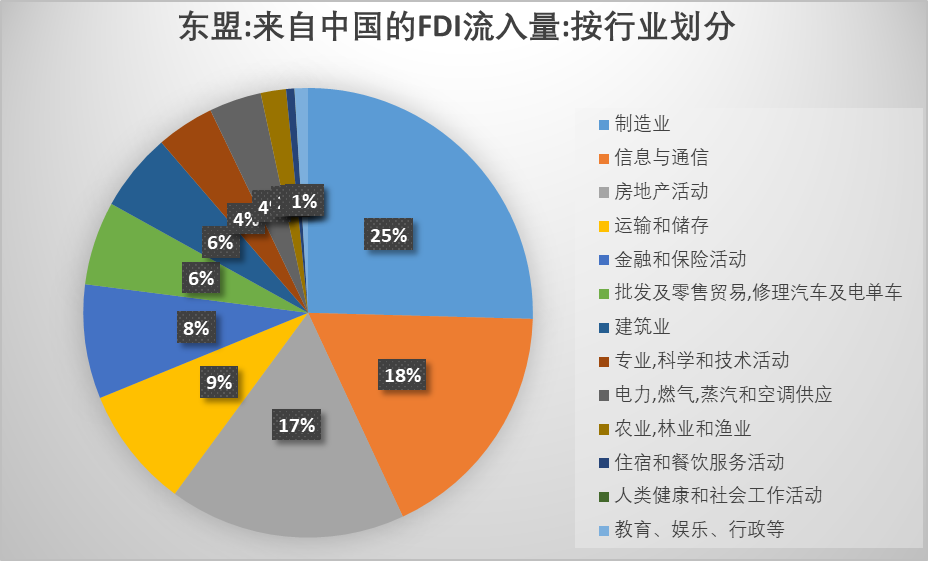 东盟:来自中国的FDI流入量:按行业划分
25%
18%
17%
9%
8%
6%
6%
4%
1%
制造业
信息与通信
房地产活动
运输和储存
金融和保险活动
批发及零售贸易,修理汽车及电单车
建筑业
专业,科学和技术活动
电力,燃气,蒸汽和空调供应
农业,林业和渔业
住宿和餐饮服务活动
人类健康和社会工作活动
教育、娱乐、行政等